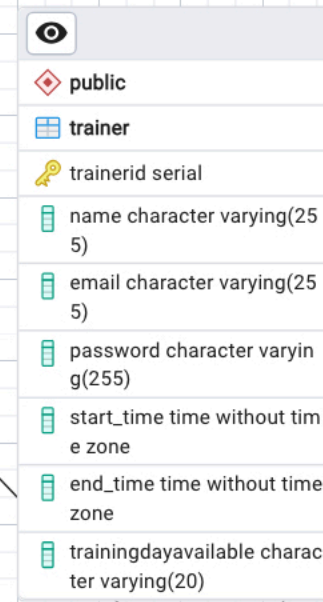 public
trainer
trainerid serial
name character varying(25
5)
email character varying(25
5)
password character varyin
g(255)
start_time time without tim
e zone
end_time time without time
zone
trainingdayavailable charac
ter varying(20)